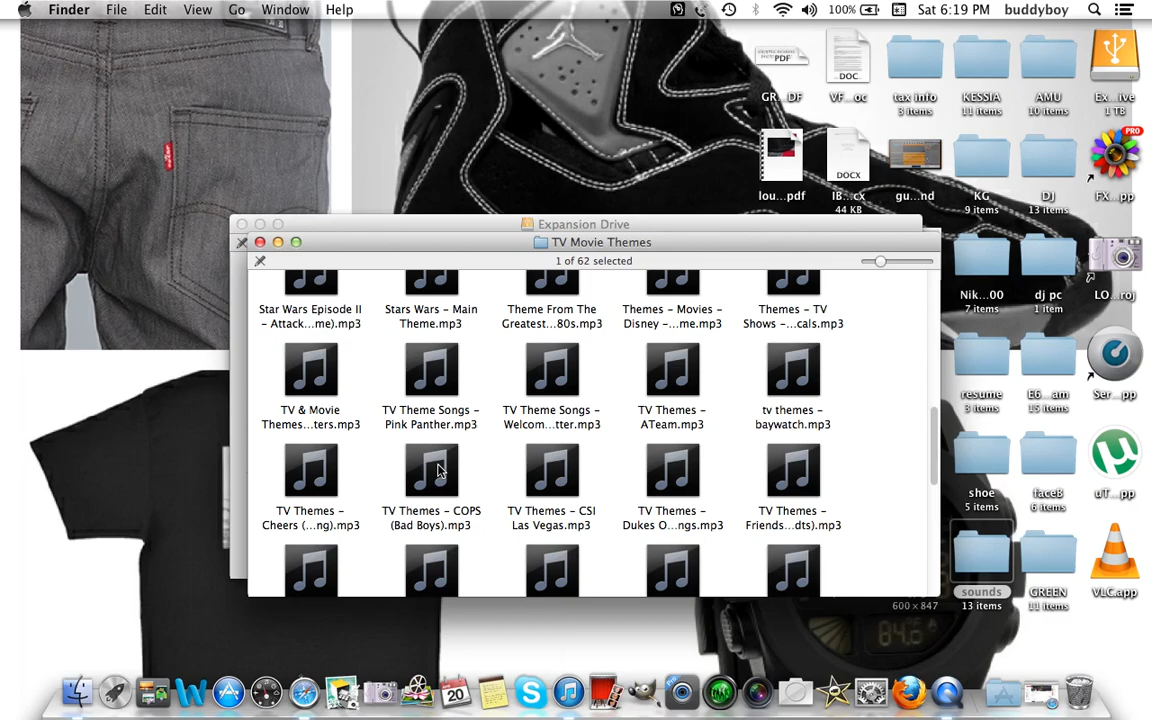 Finder File Edit View Go Window Help
100% Sat 6:19 PM buddyboy
PDF
DOC
GR...DF VF...oc tax info KESSIA AMU Ex...ive
3 items 11 items 10 items 1 TB
PRO
DOCX
lou...pdf IB...cx gu...nd KG DJ FX...pp
44 KB 9 items 13 items
Expansion Drive
TV Movie Themes
1 of 62 selected
Star Wars Episode II Stars Wars - Main Theme From The Themes - Movies - Themes - TV
- Attack...me).mp3 Theme.mp3 Greatest...80s.mp3 Disney -...me.mp3 Shows -...cals.mp3
TV & Movie TV Theme Songs - TV Theme Songs - TV Themes - tv themes -
Themes...ters.mp3 Pink Panther.mp3 Welcom...tter.mp3 ATeam.mp3 baywatch.mp3
TV Themes - TV Themes - COPS TV Themes - CSI TV Themes - TV Themes -
Cheers (...ng).mp3 (Bad Boys).mp3 Las Vegas.mp3 Dukes O...ngs.mp3 Friends...dts).mp3
Nik...00 dj pc LO...roj
7 items 1 item
resume E6...am Ser...pp
3 items 15 items
shoe faceB uT...pp
5 items 6 items
sounds GREEN VLC.app
13 items 11 items
600 × 847
84.6
20